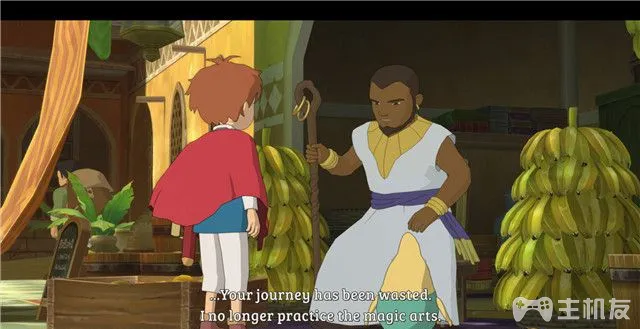 ...Your journey has been wasted.
I no longer practice the magic arts.
主机友